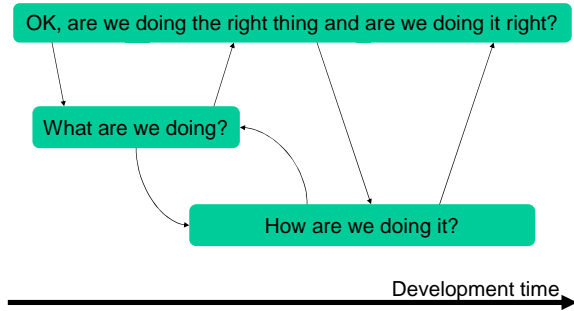 OK, are we doing the right thing and are we doing it right?
What are we doing?
How are we doing it?
Development time